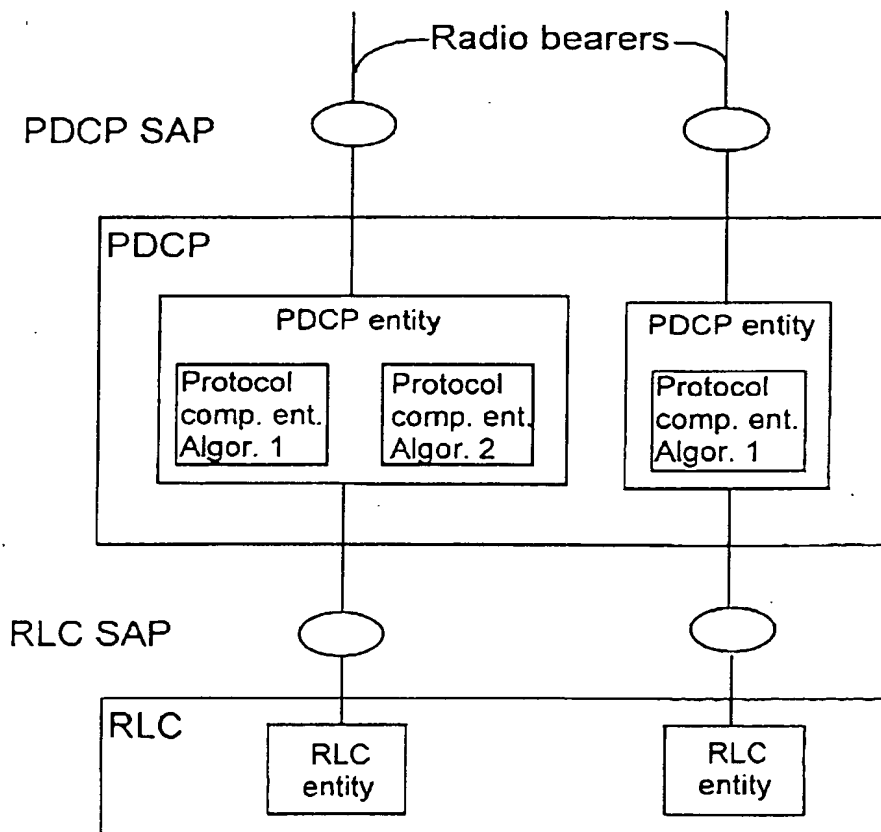 Radio bearers
PDCP SAP
PDCP
PDCP entity
Protocol
comp. ent.
Algor. 1
Protocol
comp. ent.
Algor. 2
PDCP entity
Protocol
comp. ent.
Algor. 1
RLC SAP
RLC
RLC
entity
RLC
entity